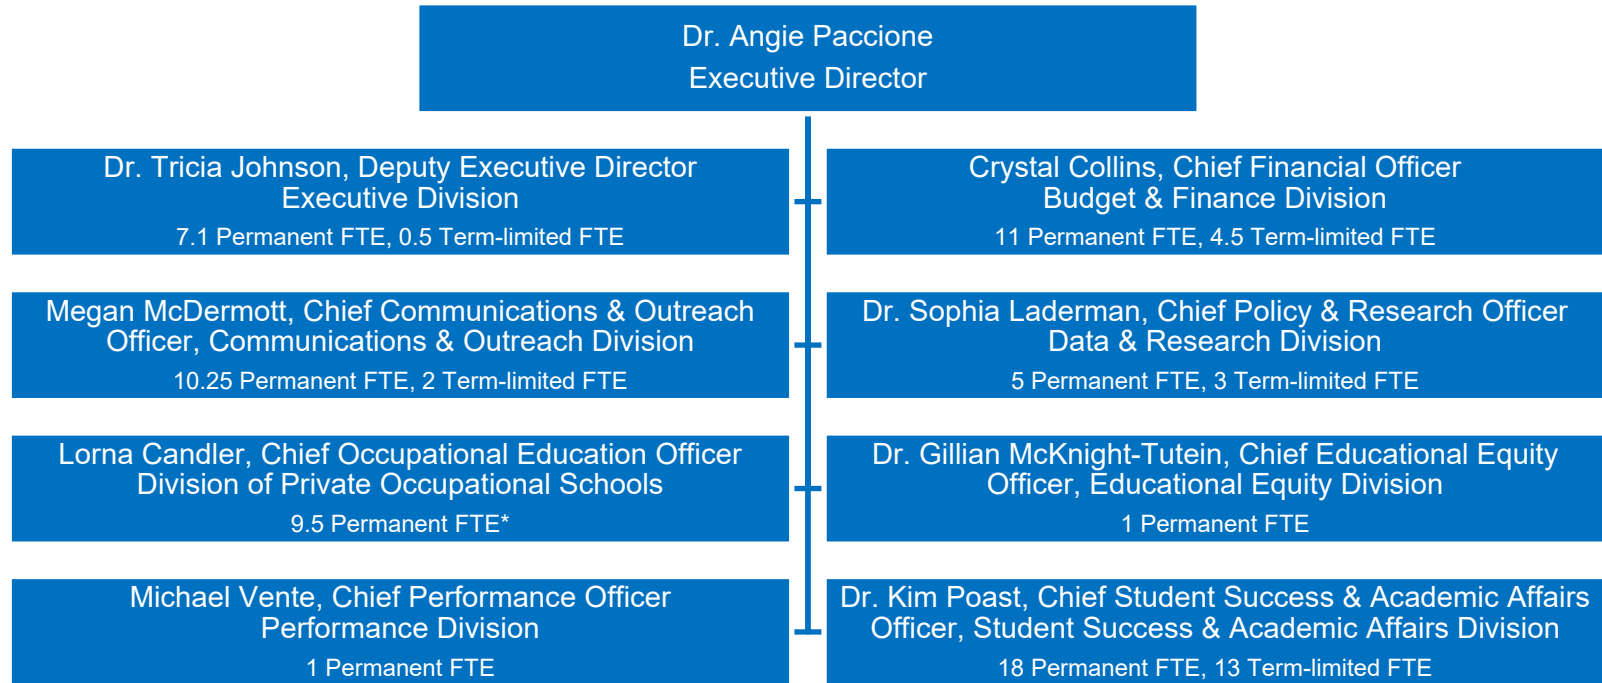 Dr. Angie Paccione
Executive Director
Dr. Tricia Johnson, Deputy Executive Director
Executive Division
7.1 Permanent FTE, 0.5 Term-limited FTE
Crystal Collins, Chief Financial Officer
Budget & Finance Division
11 Permanent FTE, 4.5 Term-limited FTE
Megan McDermott, Chief Communications & Outreach
Officer, Communications & Outreach Division
10.25 Permanent FTE, 2 Term-limited FTE
Dr. Sophia Laderman, Chief Policy & Research Officer
Data & Research Division
5 Permanent FTE, 3 Term-limited FTE
Lorna Candler, Chief Occupational Education Officer
Division of Private Occupational Schools
9.5 Permanent FTE*
Dr. Gillian McKnight-Tutein, Chief Educational Equity
Officer, Educational Equity Division
1 Permanent FTE
Michael Vente, Chief Performance Officer
Performance Division
1 Permanent FTE
Dr. Kim Poast, Chief Student Success & Academic Affairs
Officer, Student Success & Academic Affairs Division
18 Permanent FTE, 13 Term-limited FTE